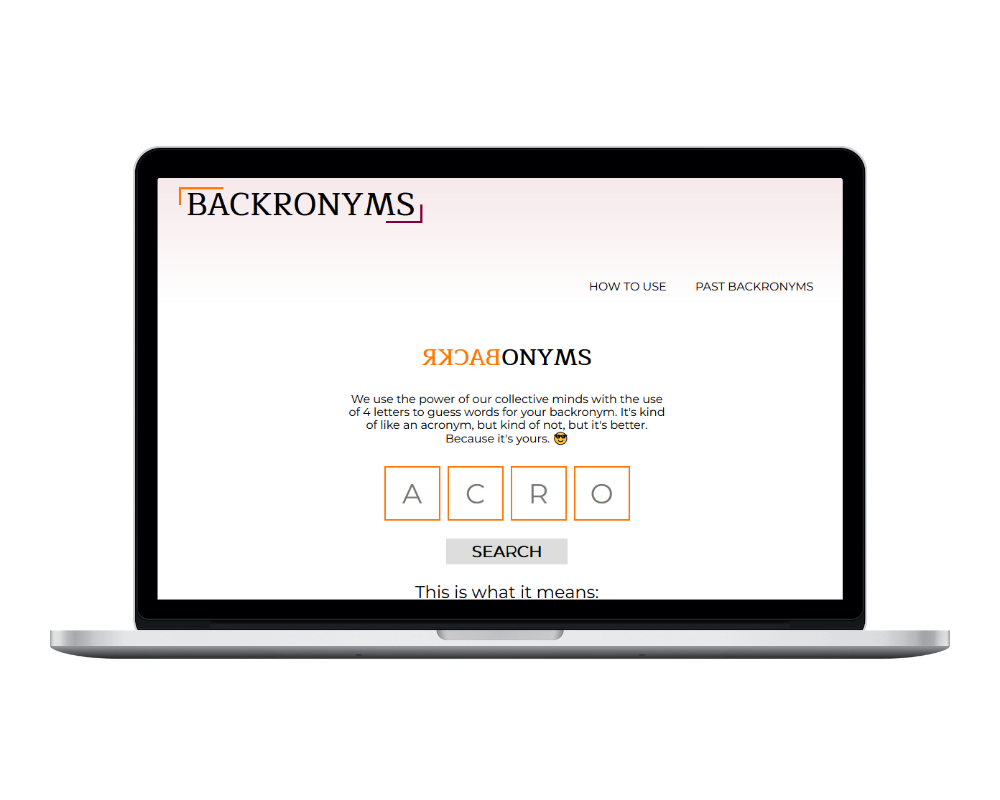 BACKRONYMS
HOW TO USE PAST BACKRONYMS
BACKRONYMS
We use the power of our collective minds with the use
of 4 letters to guess words for your backronym. It's kind
of like an acronym, but kind of not, but it's better.
Because it's yours. 😎
A C R O
SEARCH
This is what it means: